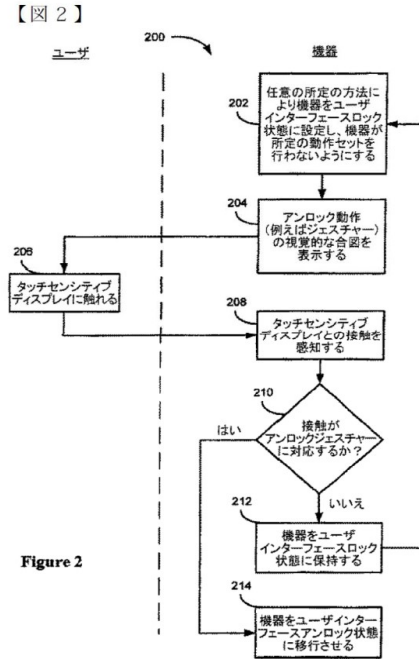 【図2】
200
ユーザ
機器
202
任意の所定の方法に
より機器をユーザ
インターフェースロック
状態に設定し、機器が
所定の動作セットを
行わないようにする
204
アンロック動作
(例えばジェスチャー)
の視覚的な合図を
表示する
206
タッチセンシティブ
ディスプレイに触れる
208
タッチセンシティブ
ディスプレイとの接触を
感知する
210
接触が
アンロックジェスチャー
に対応するか?
はい
いいえ
212
機器をユーザ
インターフェースロック
状態に保持する
Figure 2
214
機器をユーザインター
フェースアンロック状態
に移行させる